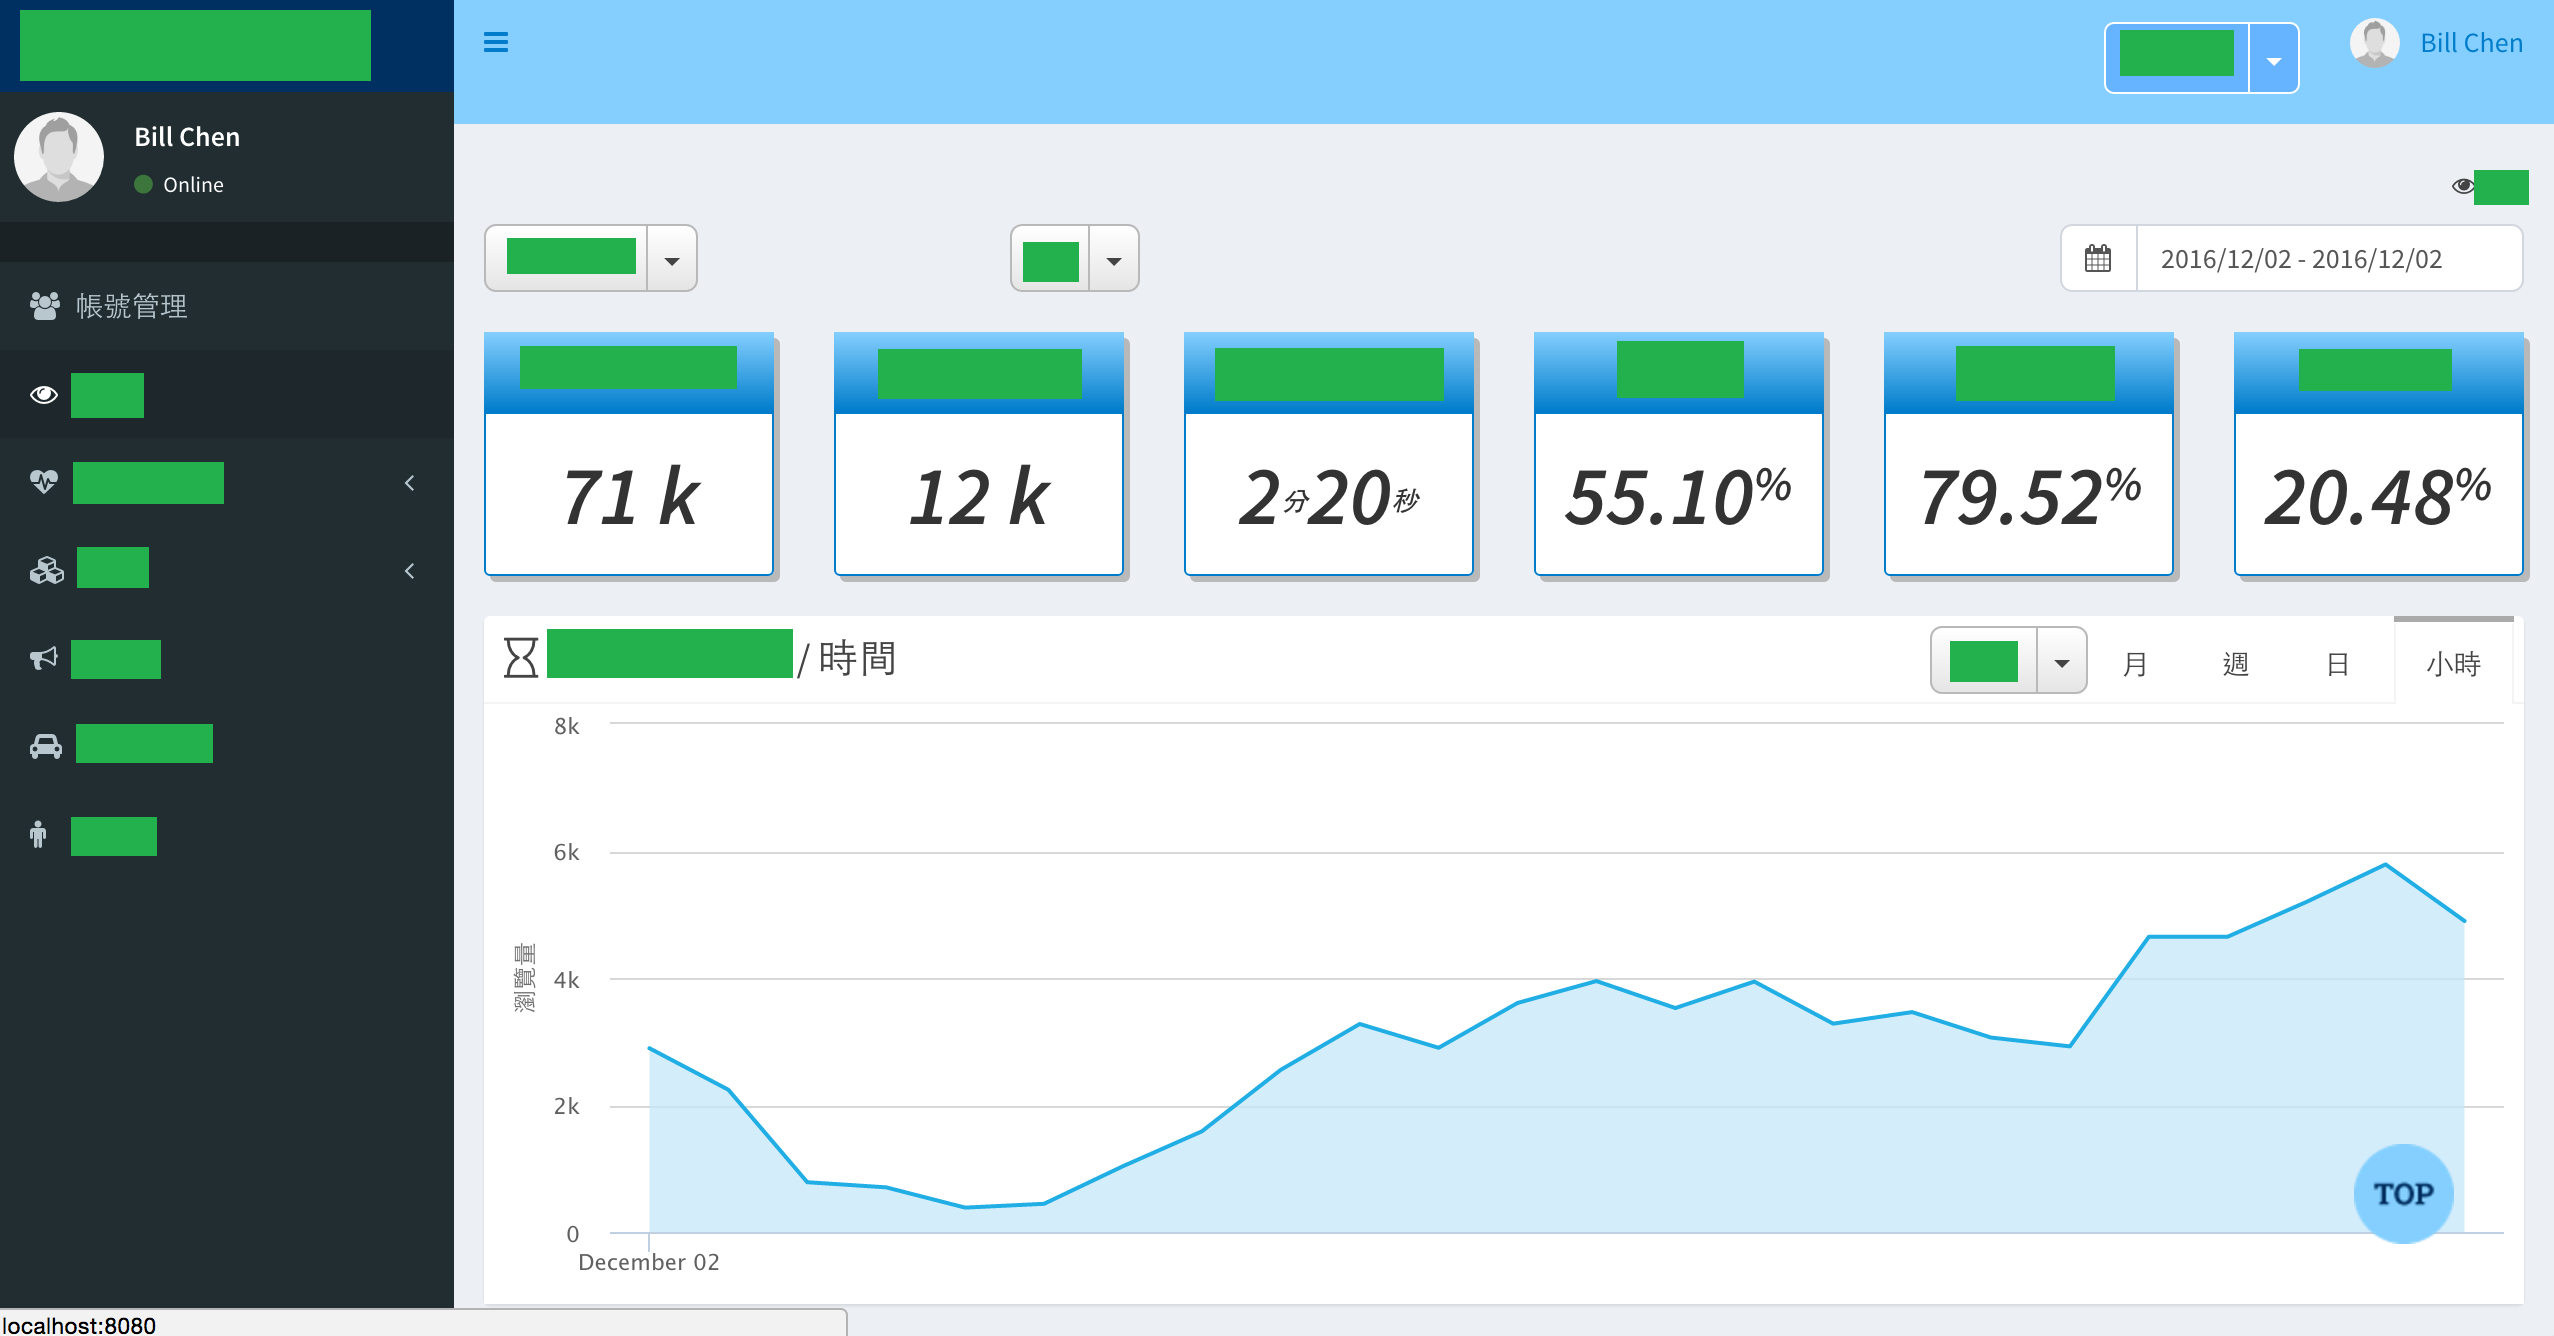 Bill Chen
Bill Chen
Online
帳號管理
2016/12/02 - 2016/12/02
71 k
12 k
2分20秒
55.10%
79.52%
20.48%
/ 時間
月
週
日
小時
8k
6k
4k
2k
0
瀏覽量
December 02
TOP
localhost:8080